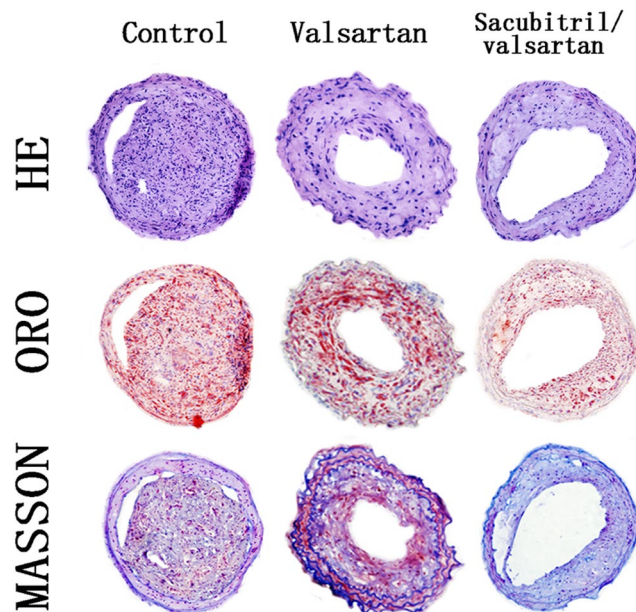 Control
Valsartan
Sacubitril/
valsartan
HE
ORO
MASSON